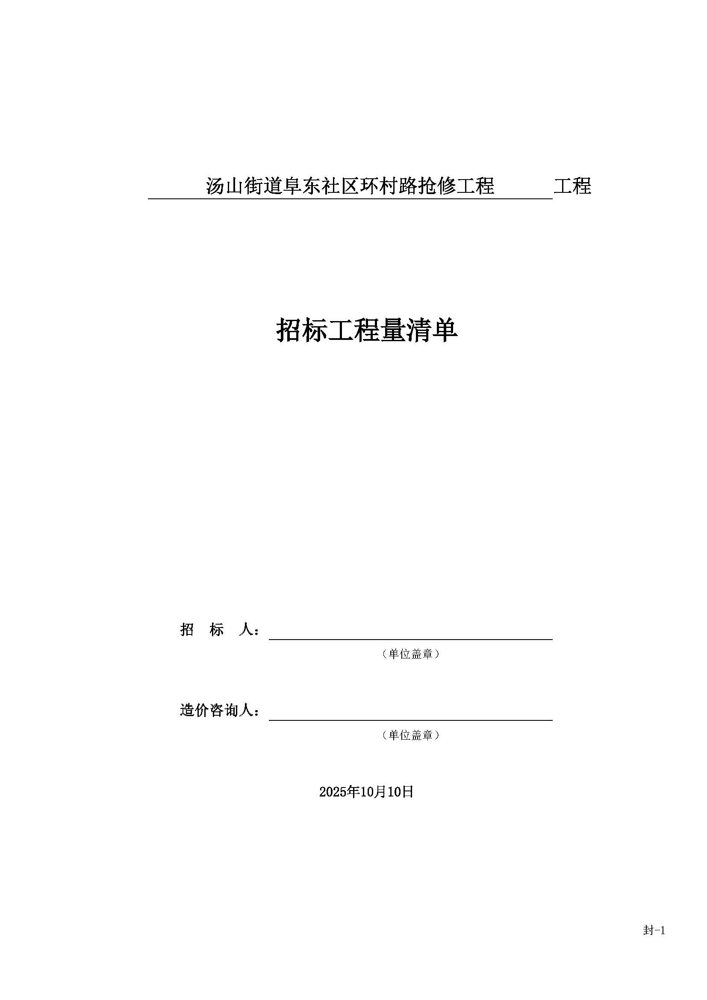 汤山街道阜东社区环村路抢修工程 工程
招标工程量清单
招 标 人：
（单位盖章）
造价咨询人：
（单位盖章）
2025年10月10日
封-1